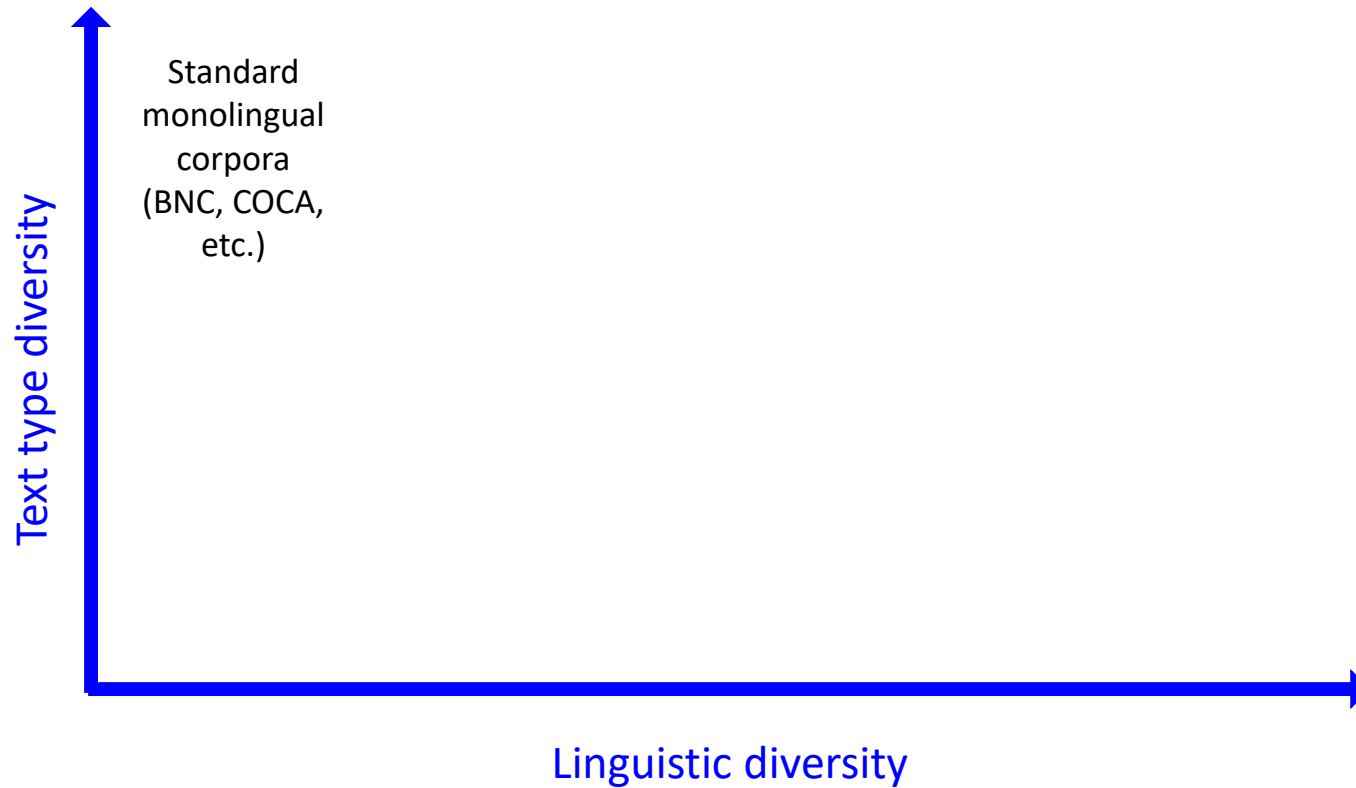 Standard
monolingual
corpora
(BNC, COCA,
etc.)
Text type diversity
Linguistic diversity